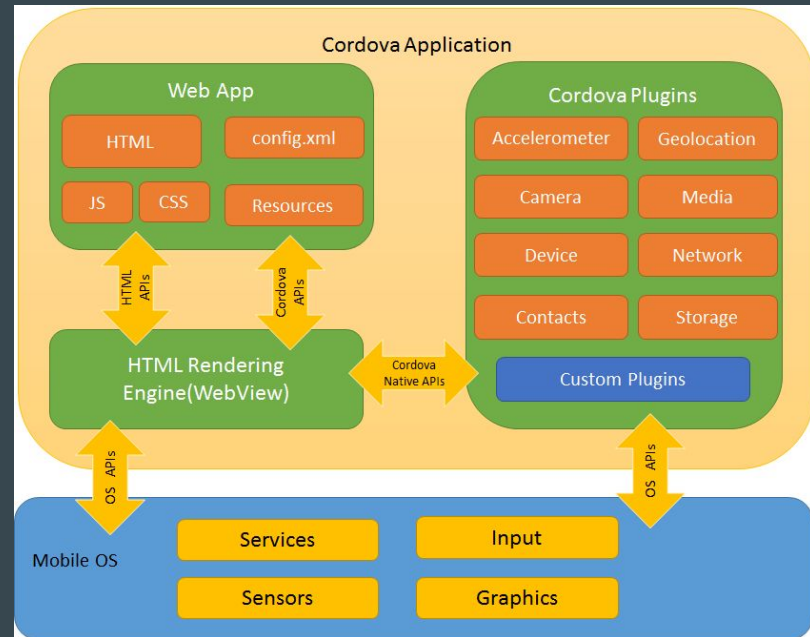 Cordova Application
Web App
HTML
config.xml
JS
CSS
Resources
Cordova Plugins
Accelerometer
Geolocation
Camera
Media
Device
Network
Contacts
Storage
Custom Plugins
HTML
APIs
Cordova
APIs
HTML Rendering
Engine(WebView)
Cordova
Native APIs
OS APIs
OS APIs
Mobile OS
Services
Input
Sensors
Graphics